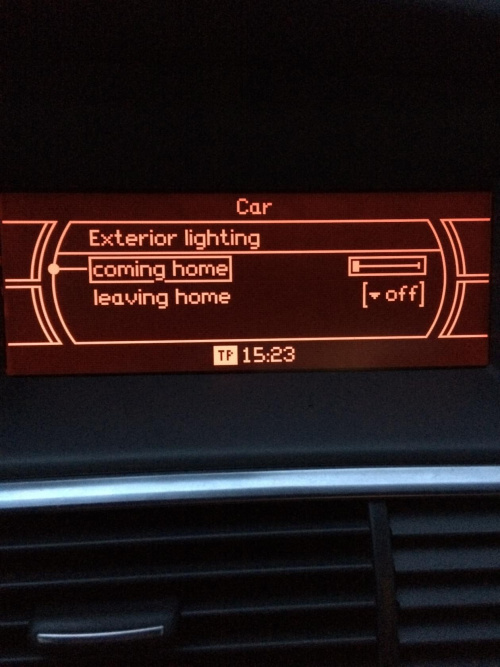 Car
Exterior lighting
coming home
leaving home [off]
TP 15:23